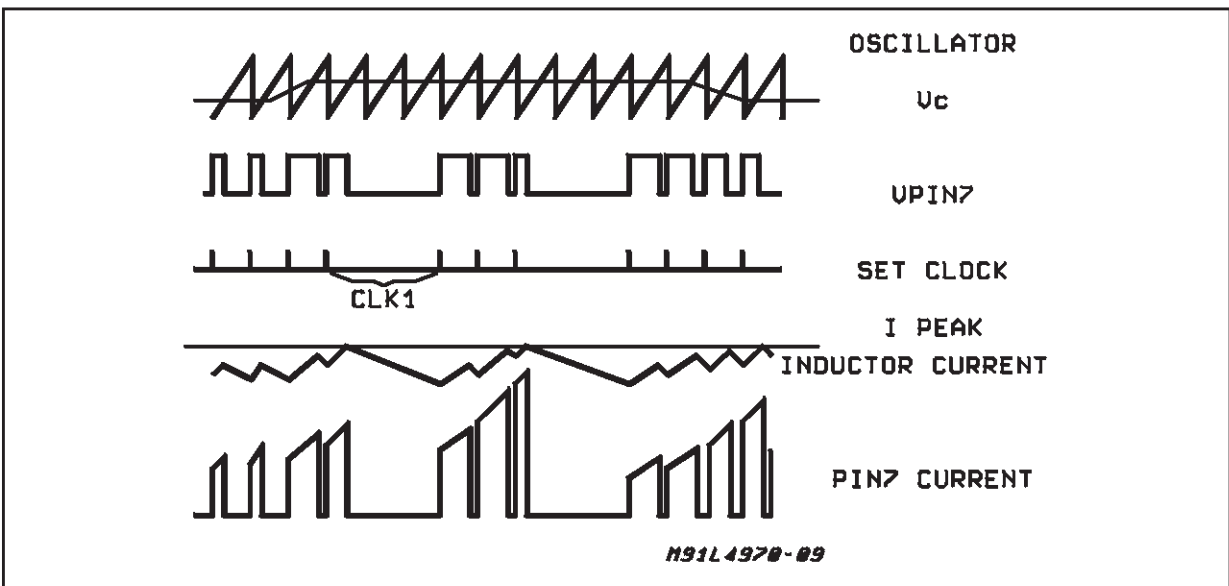 OSCILLATOR
Vc
VPIN7
SET CLOCK
CLK1
I PEAK
INDUCTOR CURRENT
PIN7 CURRENT
M91L4970-09